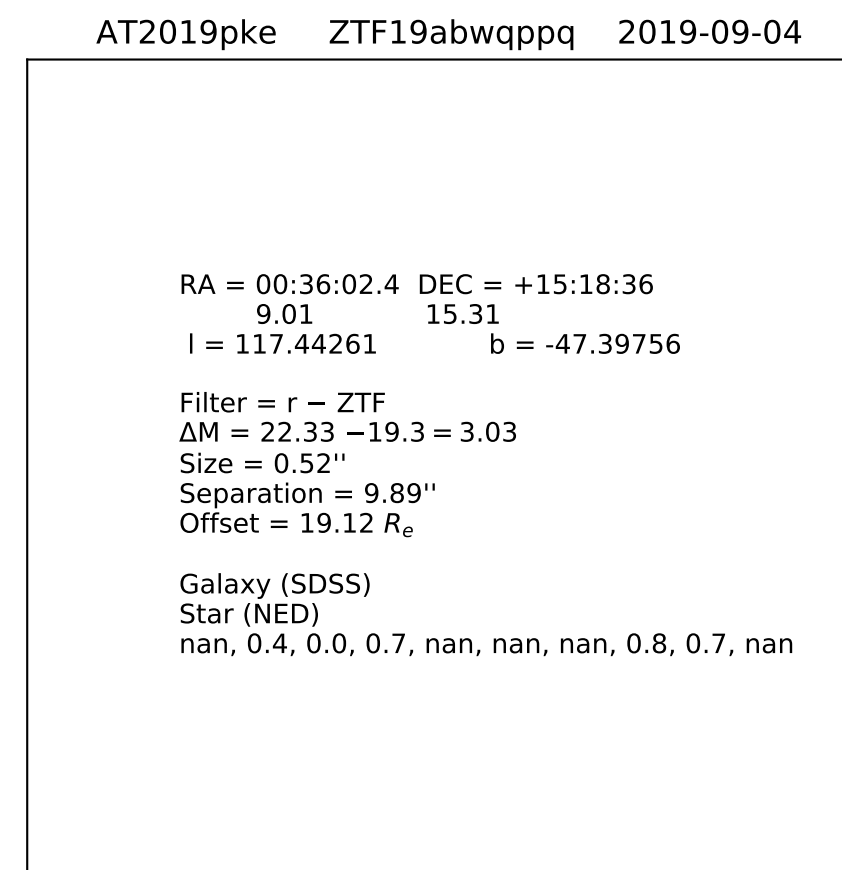 AT2019pke ZTF19abwqppq 2019-09-04
RA = 00:36:02.4 DEC = +15:18:36
9.01 15.31
l = 117.44261 b = -47.39756
Filter = r − ZTF
ΔM = 22.33 −19.3 = 3.03
Size = 0.52''
Separation = 9.89''
Offset = 19.12 Rₑ
Galaxy (SDSS)
Star (NED)
nan, 0.4, 0.0, 0.7, nan, nan, nan, 0.8, 0.7, nan